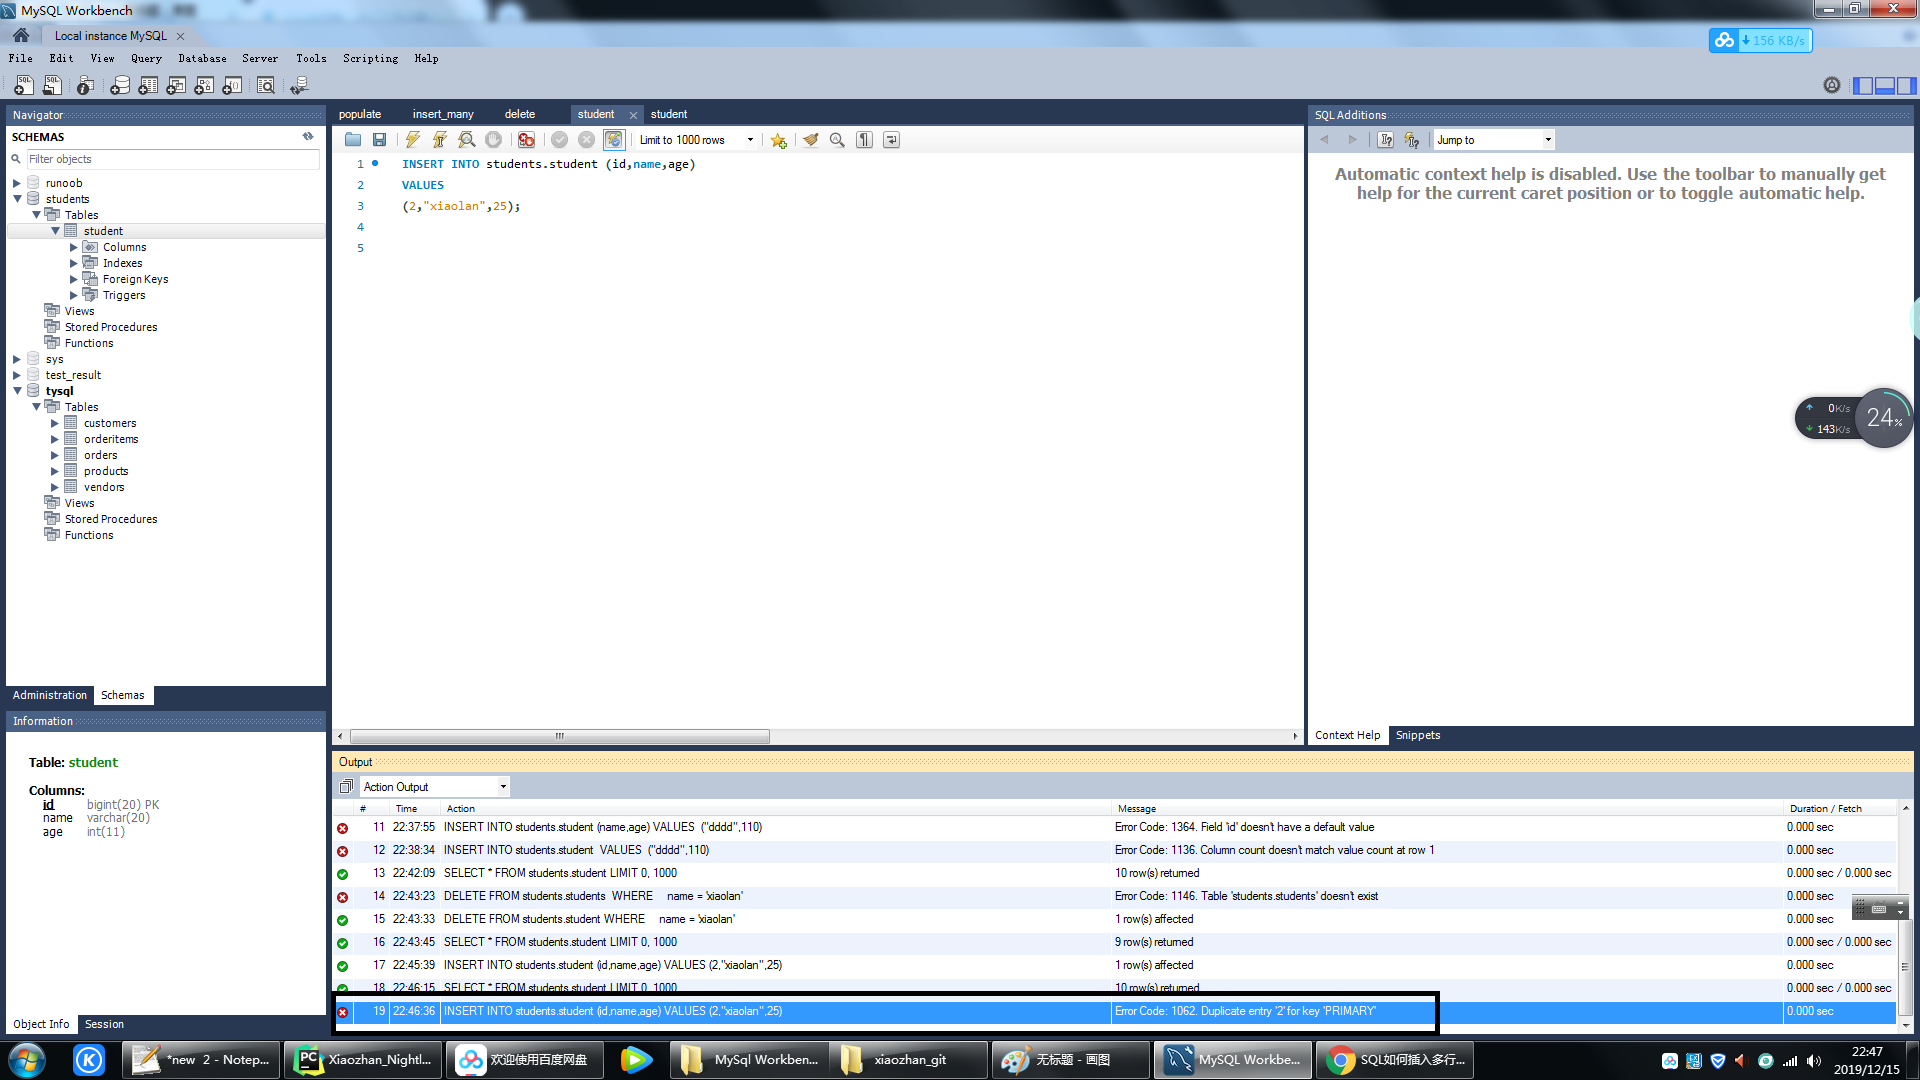 MySQL Workbench
Local instance MySQL
156 KB/s
File Edit View Query Database Server Tools Scripting Help
Navigator
SCHEMAS
Filter objects
runoob
students
Tables
student
Columns
Indexes
Foreign Keys
Triggers
Views
Stored Procedures
Functions
sys
test_result
tysql
Tables
customers
orderitems
orders
products
vendors
Views
Stored Procedures
Functions
Administration Schemas
Information
Table: student
Columns:
id bigint(20) PK
name varchar(20)
age int(11)
Object Info Session
populate insert_many delete student student
Limit to 1000 rows
1 INSERT INTO students.student (id,name,age)
2 VALUES
3 (2,"xiaolan",25);
4
5
SQL Additions
Jump to
Automatic context help is disabled. Use the toolbar to manually get
help for the current caret position or to toggle automatic help.
0K/s
143K/s
24%
Context Help Snippets
Output
Action Output
# Time Action Message Duration / Fetch
11 22:37:55 INSERT INTO students.student (name,age) VALUES ("dddd",110) Error Code: 1364. Field 'id' doesn't have a default value 0.000 sec
12 22:38:34 INSERT INTO students.student VALUES ("dddd",110) Error Code: 1136. Column count doesn't match value count at row 1 0.000 sec
13 22:42:09 SELECT * FROM students.student LIMIT 0, 1000 10 row(s) returned 0.000 sec / 0.000 sec
14 22:43:23 DELETE FROM students.students WHERE name = 'xiaolan' Error Code: 1146. Table 'students.students' doesn't exist 0.000 sec
15 22:43:33 DELETE FROM students.student WHERE name = 'xiaolan' 1 row(s) affected 0.000 sec
16 22:43:45 SELECT * FROM students.student LIMIT 0, 1000 9 row(s) returned 0.000 sec / 0.000 sec
17 22:45:39 INSERT INTO students.student (id,name,age) VALUES (2,"xiaolan",25) 1 row(s) affected 0.000 sec
18 22:46:15 SELECT * FROM students.student LIMIT 0, 1000 10 row(s) returned 0.000 sec / 0.000 sec
19 22:46:36 INSERT INTO students.student (id,name,age) VALUES (2,"xiaolan",25) Error Code: 1062. Duplicate entry '2' for key 'PRIMARY' 0.000 sec
*new 2 - Notep... Xiaozhan_Nightl... 欢迎使用百度网盘 MySql Workben... xiaozhan_git 无标题 - 画图 MySQL Workbe... SQL如何插入多行...
22:47
2019/12/15